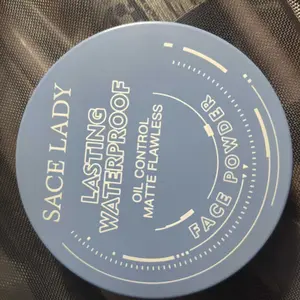 SACE LADY
LASTING
WATERPROOF
OIL CONTROL
MATTE FLAWLESS
FACE POWDER